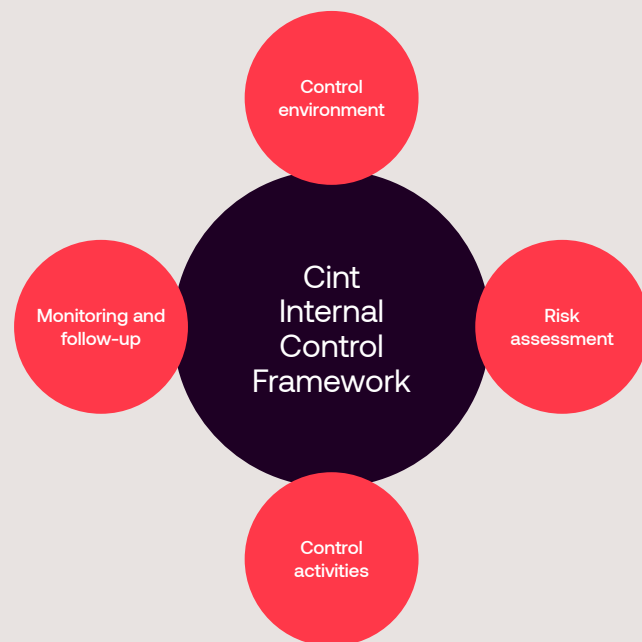 Control
environment
Monitoring and
follow-up
Cint
Internal
Control
Framework
Risk
assessment
Control
activities